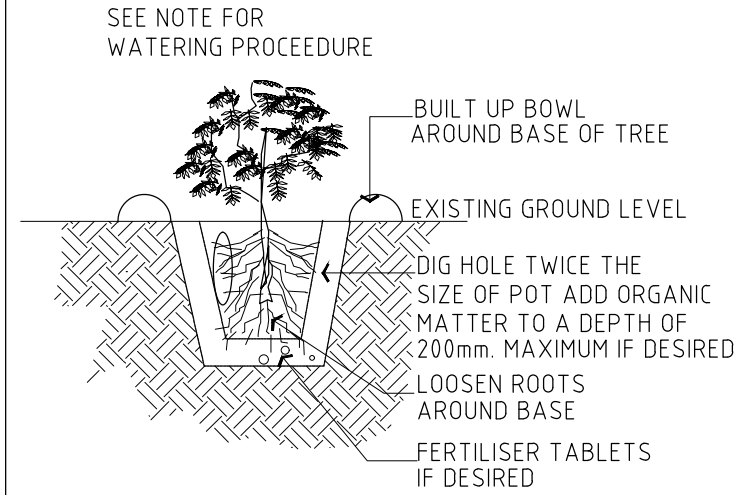 SEE NOTE FOR
WATERING PROCEEDURE
BUILT UP BOWL
AROUND BASE OF TREE
EXISTING GROUND LEVEL
DIG HOLE TWICE THE
SIZE OF POT ADD ORGANIC
MATTER TO A DEPTH OF
200mm. MAXIMUM IF DESIRED
LOOSEN ROOTS
AROUND BASE
FERTILISER TABLETS
IF DESIRED